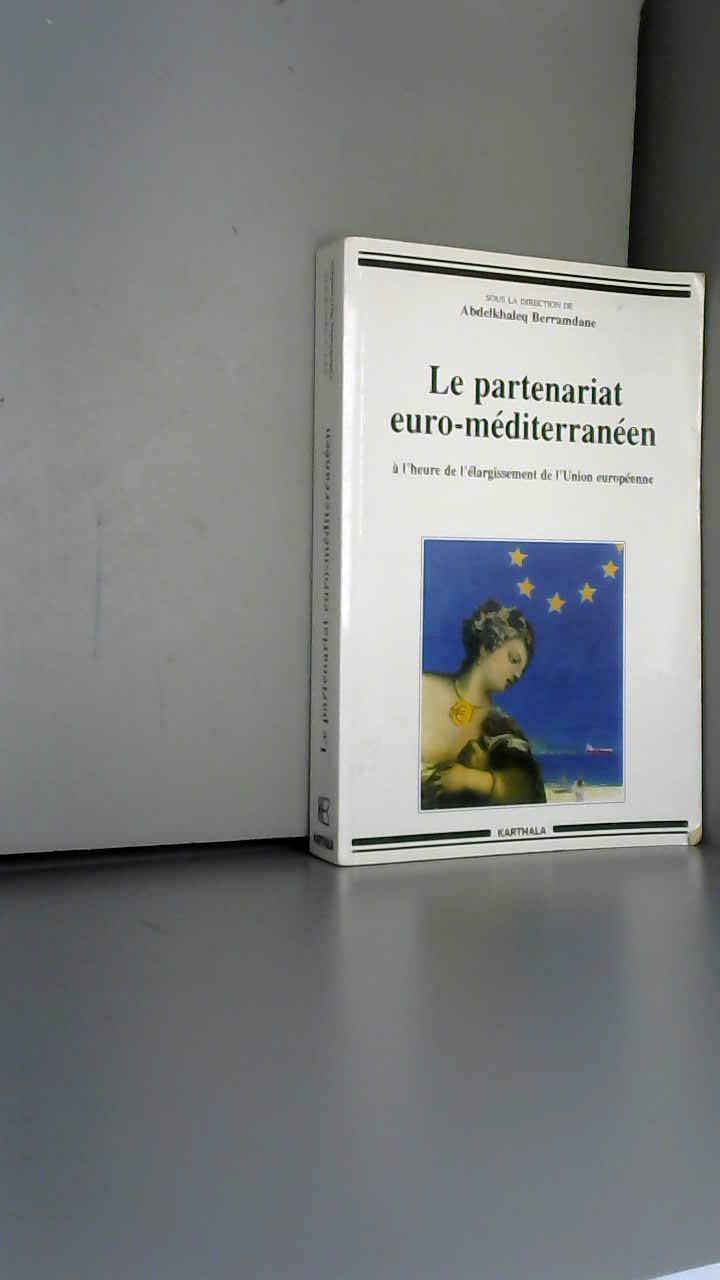 SOUS LA DIRECTION DE
Abdelkhaleq Berramdane
Le partenariat
euro-méditerranéen
à l'heure de l'élargissement de l'Union européenne
KARTHALA
Le partenariat euro-méditerranéen
KARTHALA